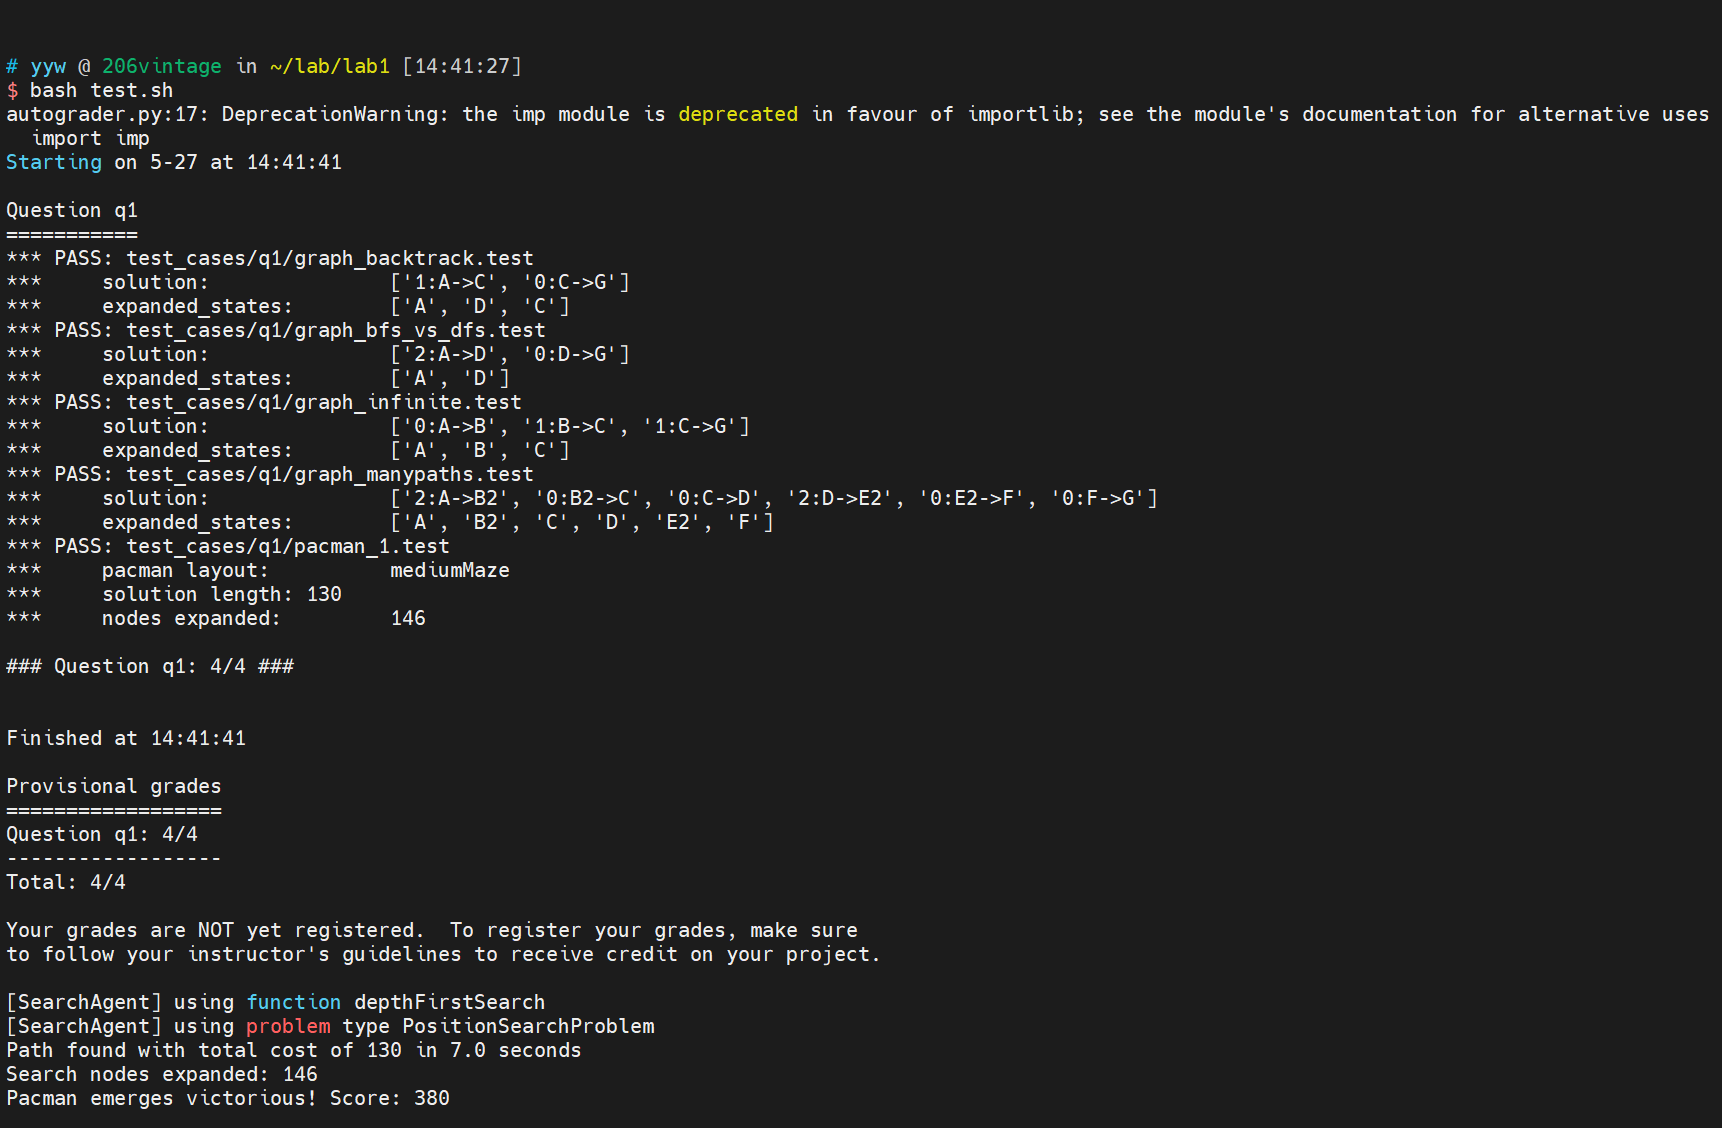 # yyw @ 206vintage in ~/lab/lab1 [14:41:27]
$ bash test.sh
autograder.py:17: DeprecationWarning: the imp module is deprecated in favour of importlib; see the module's documentation for alternative uses
  import imp
Starting on 5-27 at 14:41:41

Question q1
===========
*** PASS: test_cases/q1/graph_backtrack.test
***     solution:               ['1:A->C', '0:C->G']
***     expanded_states:        ['A', 'D', 'C']
*** PASS: test_cases/q1/graph_bfs_vs_dfs.test
***     solution:               ['2:A->D', '0:D->G']
***     expanded_states:        ['A', 'D']
*** PASS: test_cases/q1/graph_infinite.test
***     solution:               ['0:A->B', '1:B->C', '1:C->G']
***     expanded_states:        ['A', 'B', 'C']
*** PASS: test_cases/q1/graph_manypaths.test
***     solution:               ['2:A->B2', '0:B2->C', '0:C->D', '2:D->E2', '0:E2->F', '0:F->G']
***     expanded_states:        ['A', 'B2', 'C', 'D', 'E2', 'F']
*** PASS: test_cases/q1/pacman_1.test
***     pacman layout:          mediumMaze
***     solution length: 130
***     nodes expanded:         146

### Question q1: 4/4 ###

Finished at 14:41:41

Provisional grades
==================
Question q1: 4/4
------------------
Total: 4/4

Your grades are NOT yet registered.  To register your grades, make sure
to follow your instructor's guidelines to receive credit on your project.

[SearchAgent] using function depthFirstSearch
[SearchAgent] using problem type PositionSearchProblem
Path found with total cost of 130 in 7.0 seconds
Search nodes expanded: 146
Pacman emerges victorious! Score: 380